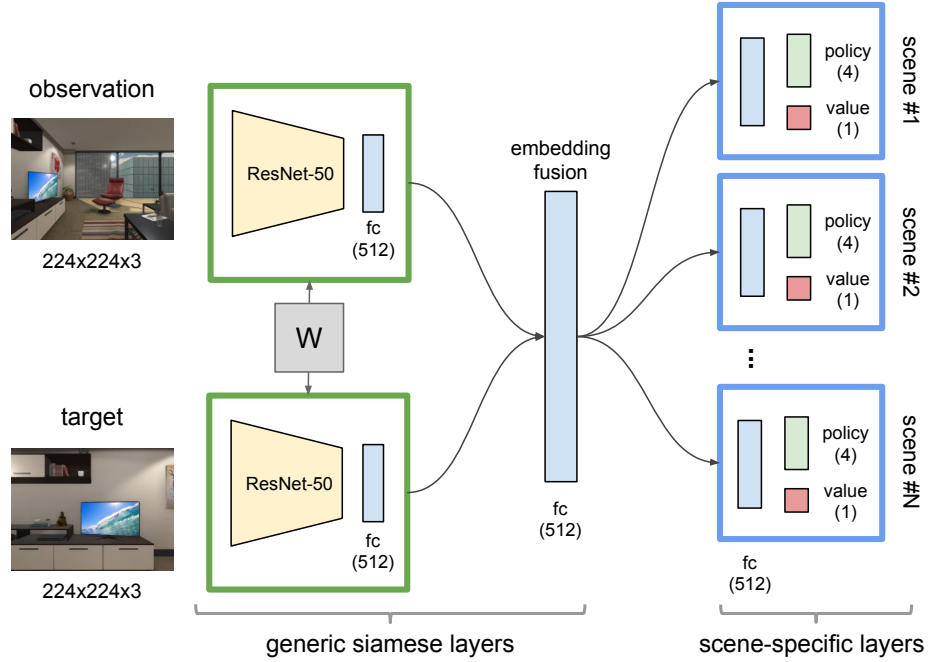 observation
224x224x3
ResNet-50
fc
(512)
W
target
224x224x3
ResNet-50
fc
(512)
embedding
fusion
fc
(512)
generic siamese layers
policy
(4)
value
(1)
scene #1
policy
(4)
value
(1)
scene #2
...
policy
(4)
value
(1)
scene #N
fc
(512)
scene-specific layers